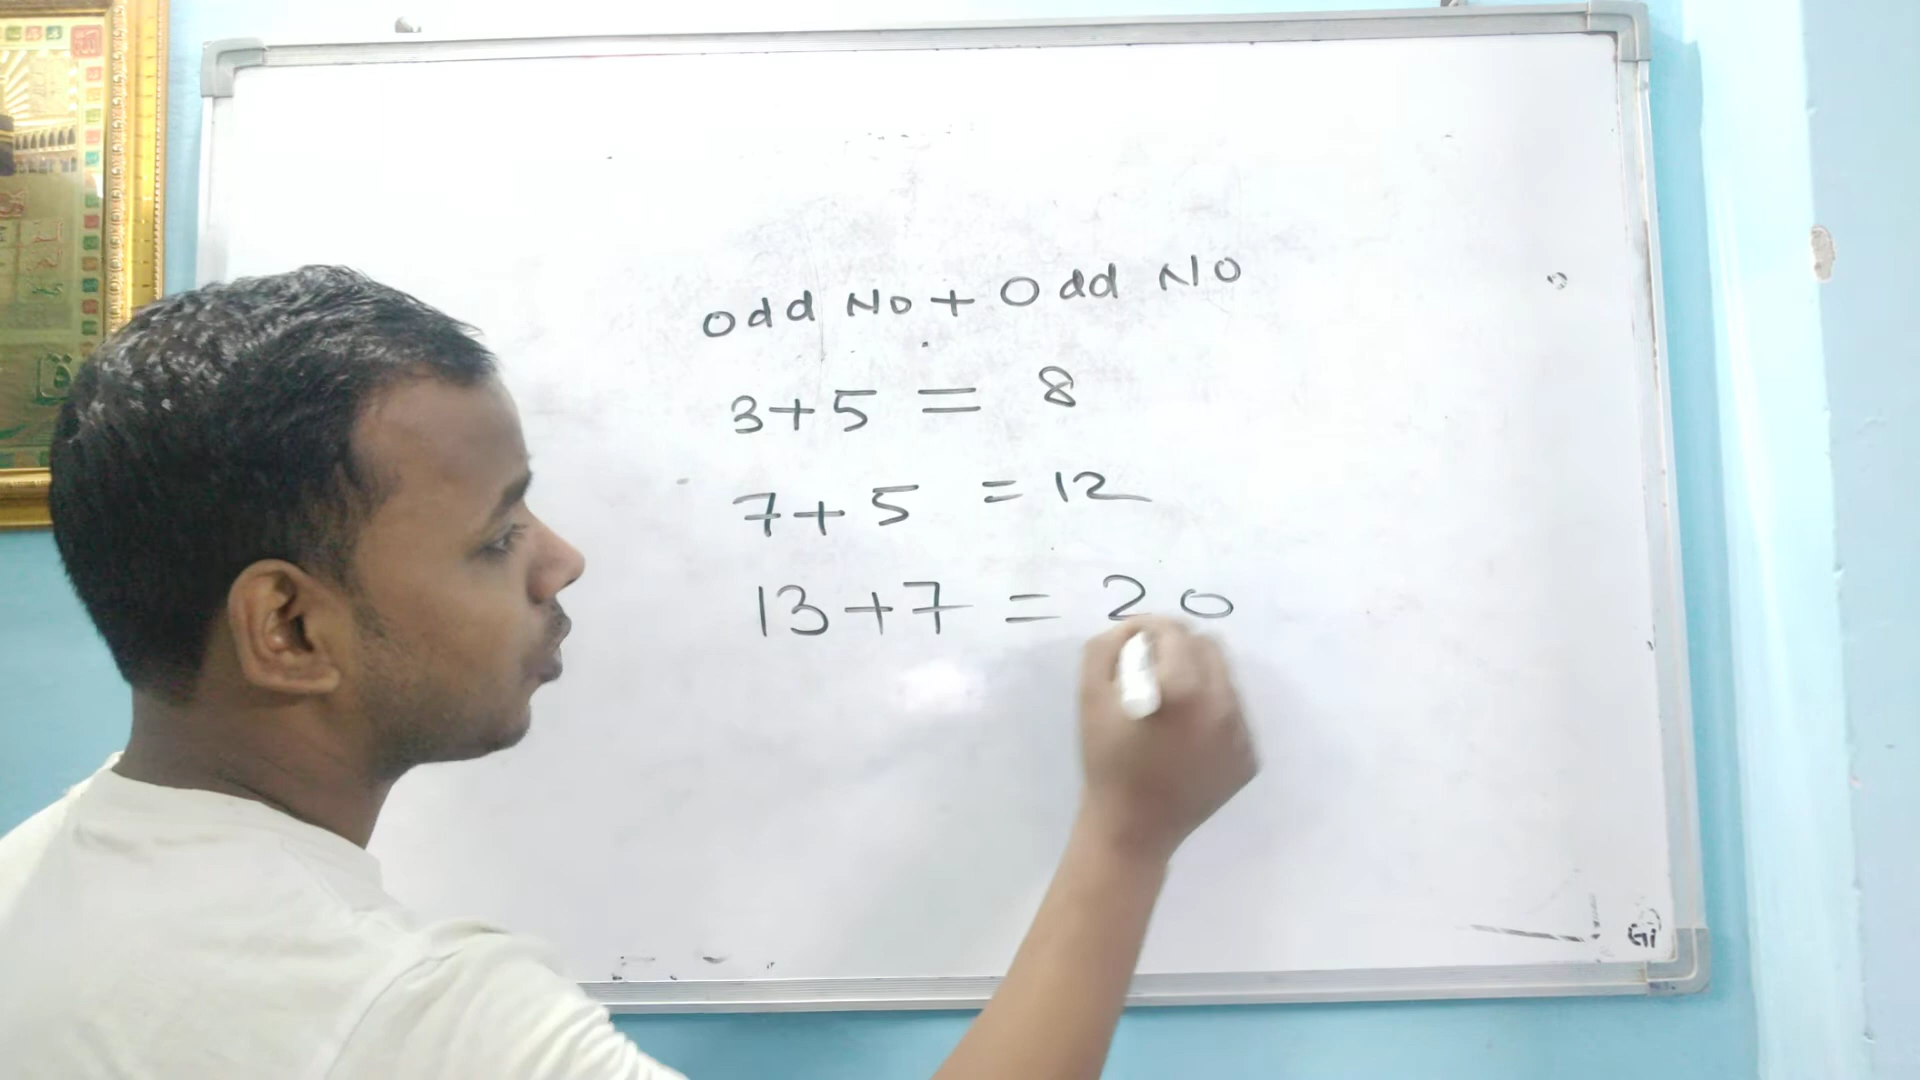 Odd No + Odd No
3+5 = 8
7+5 = 12
13+7 = 20